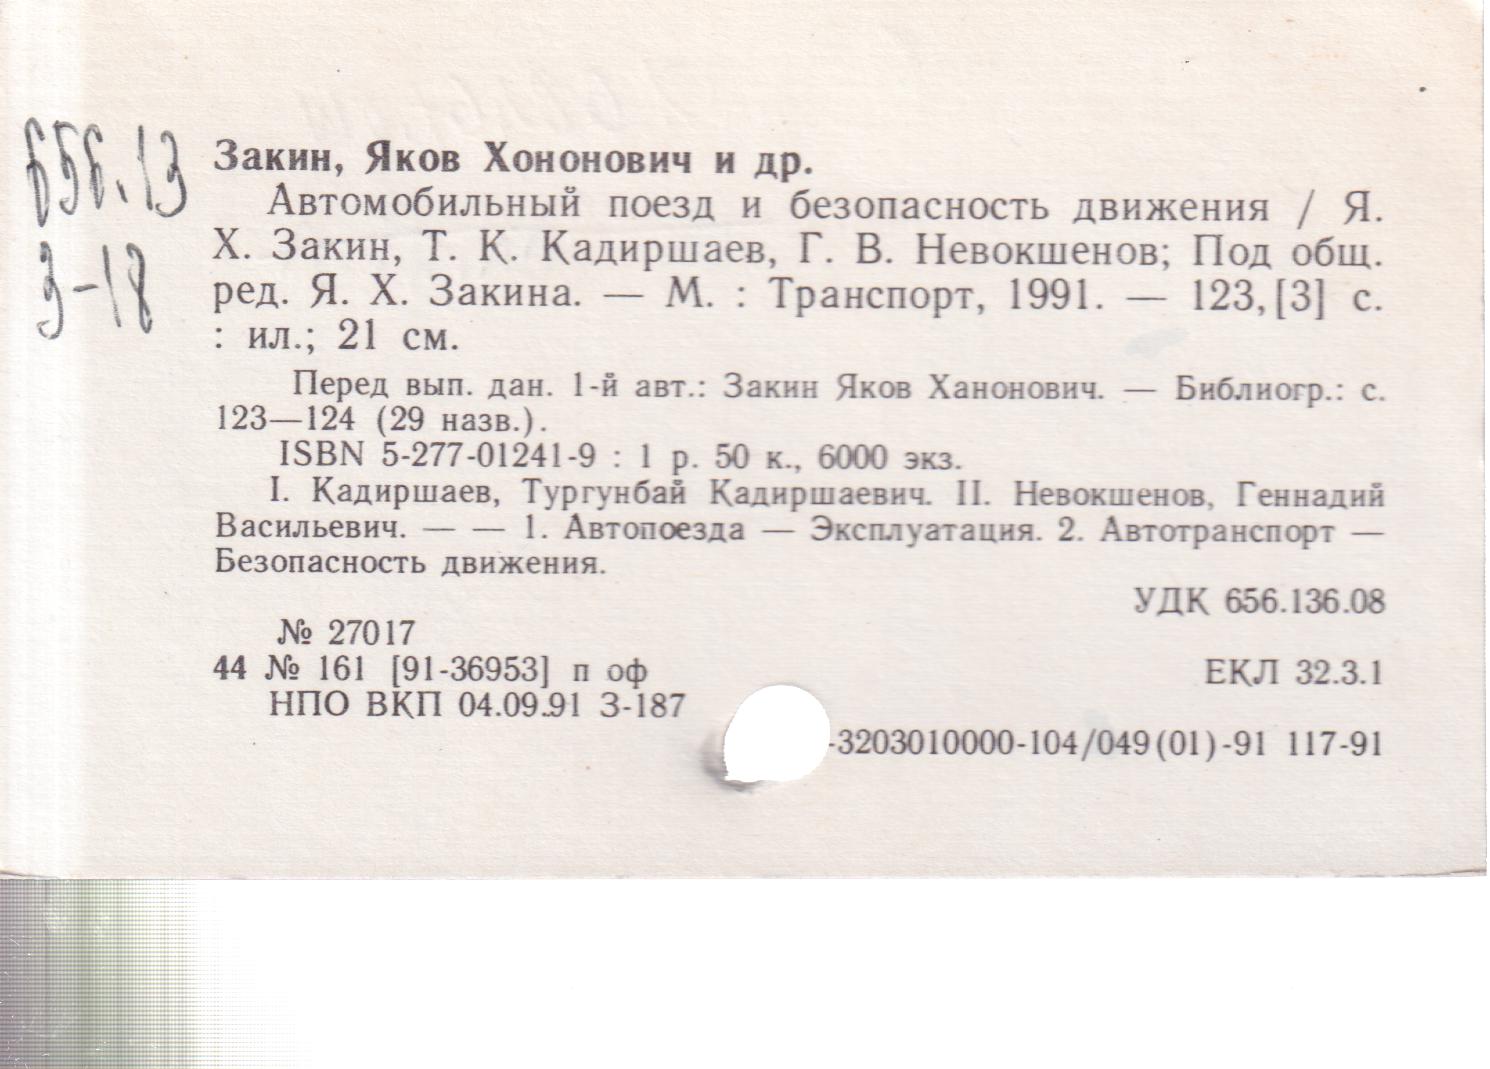 656.13
З-18
Закин, Яков Хононович и др.
Автомобильный поезд и безопасность движения / Я.
Х. Закин, Т. К. Кадиршаев, Г. В. Невокшенов; Под общ.
ред. Я. Х. Закина. — М. : Транспорт, 1991. — 123, [3] с.
: ил.; 21 см.
Перед вып. дан. 1-й авт.: Закин Яков Ханонович. — Библиогр.: с.
123—124 (29 назв.).
ISBN 5-277-01241-9 : 1 р. 50 к., 6000 экз.
I. Кадиршаев, Тургунбай Кадиршаевич. II. Невокшенов, Геннадий
Васильевич. — — 1. Автопоезда — Эксплуатация. 2. Автотранспорт —
Безопасность движения.
УДК 656.136.08
№ 27017
44 № 161 [91-36953] п оф
ЕКЛ 32.3.1
НПО ВКП 04.09.91 З-187
-3203010000-104/049(01)-91 117-91